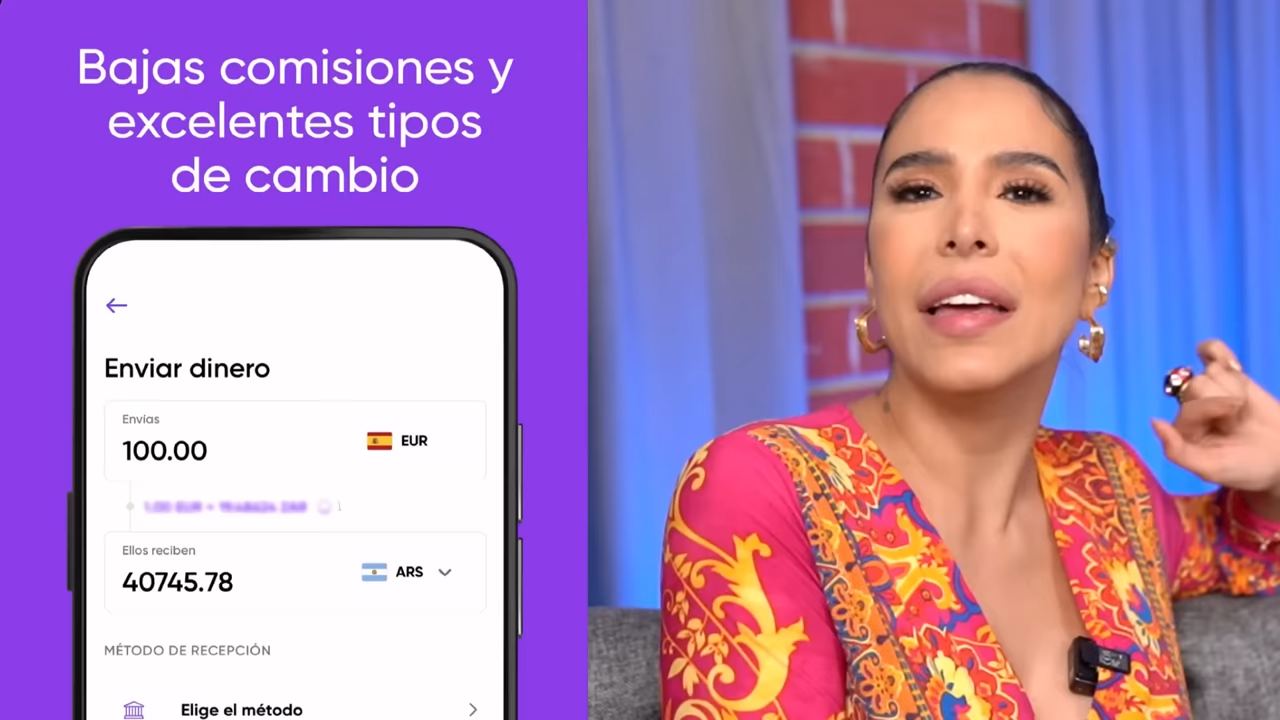 Bajas comisiones y
excelentes tipos
de cambio
Enviar dinero
Envías
100.00
EUR
Ellos reciben
40745.78
ARS
MÉTODO DE RECEPCIÓN
Elige el método